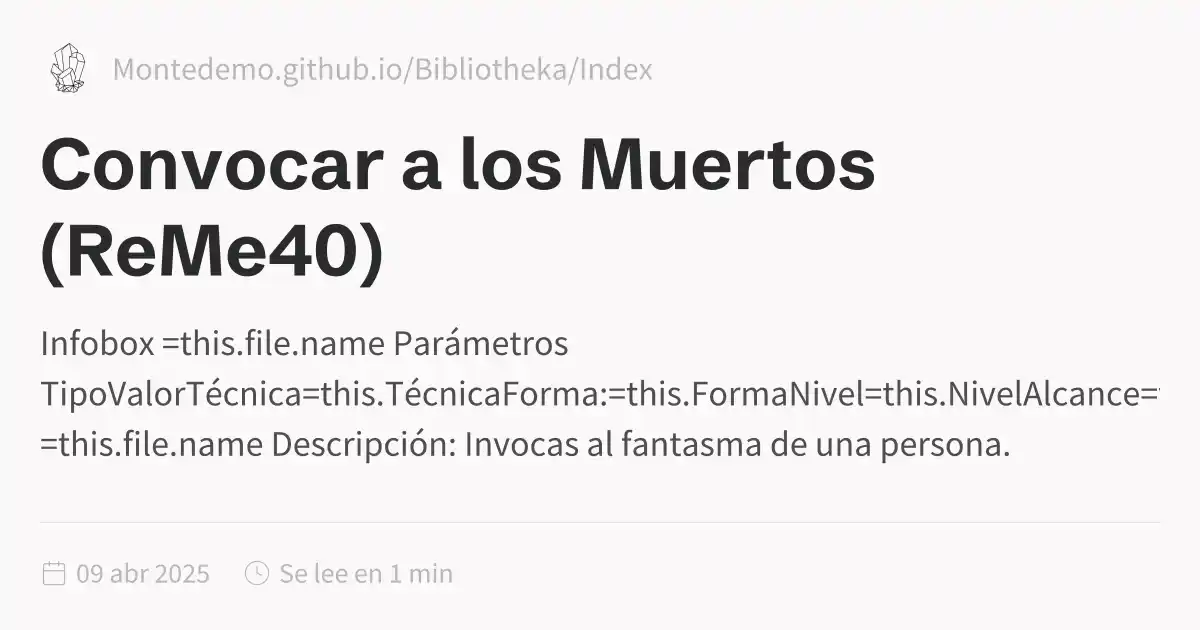 Montedemo.github.io/Bibliotheka/Index
Convocar a los Muertos
(ReMe40)
Infobox =this.file.name Parámetros
TipoValorTécnica=this.TécnicaForma:=this.FormaNivel=this.NivelAlcance=
=this.file.name Descripción: Invocas al fantasma de una persona.
09 abr 2025
Se lee en 1 min